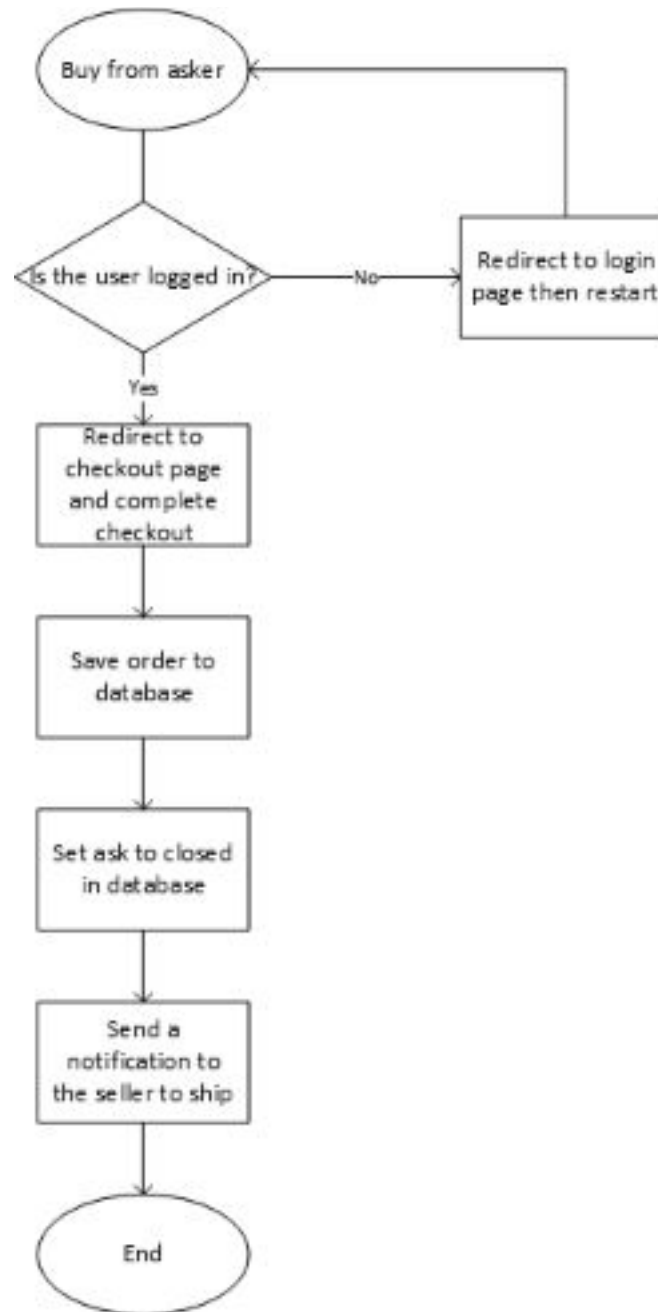 Buy from asker
Is the user logged in?
No
Redirect to login
page then restart
Yes
Redirect to
checkout page
and complete
checkout
Save order to
database
Set ask to closed
in database
Send a
notification to
the seller to ship
End